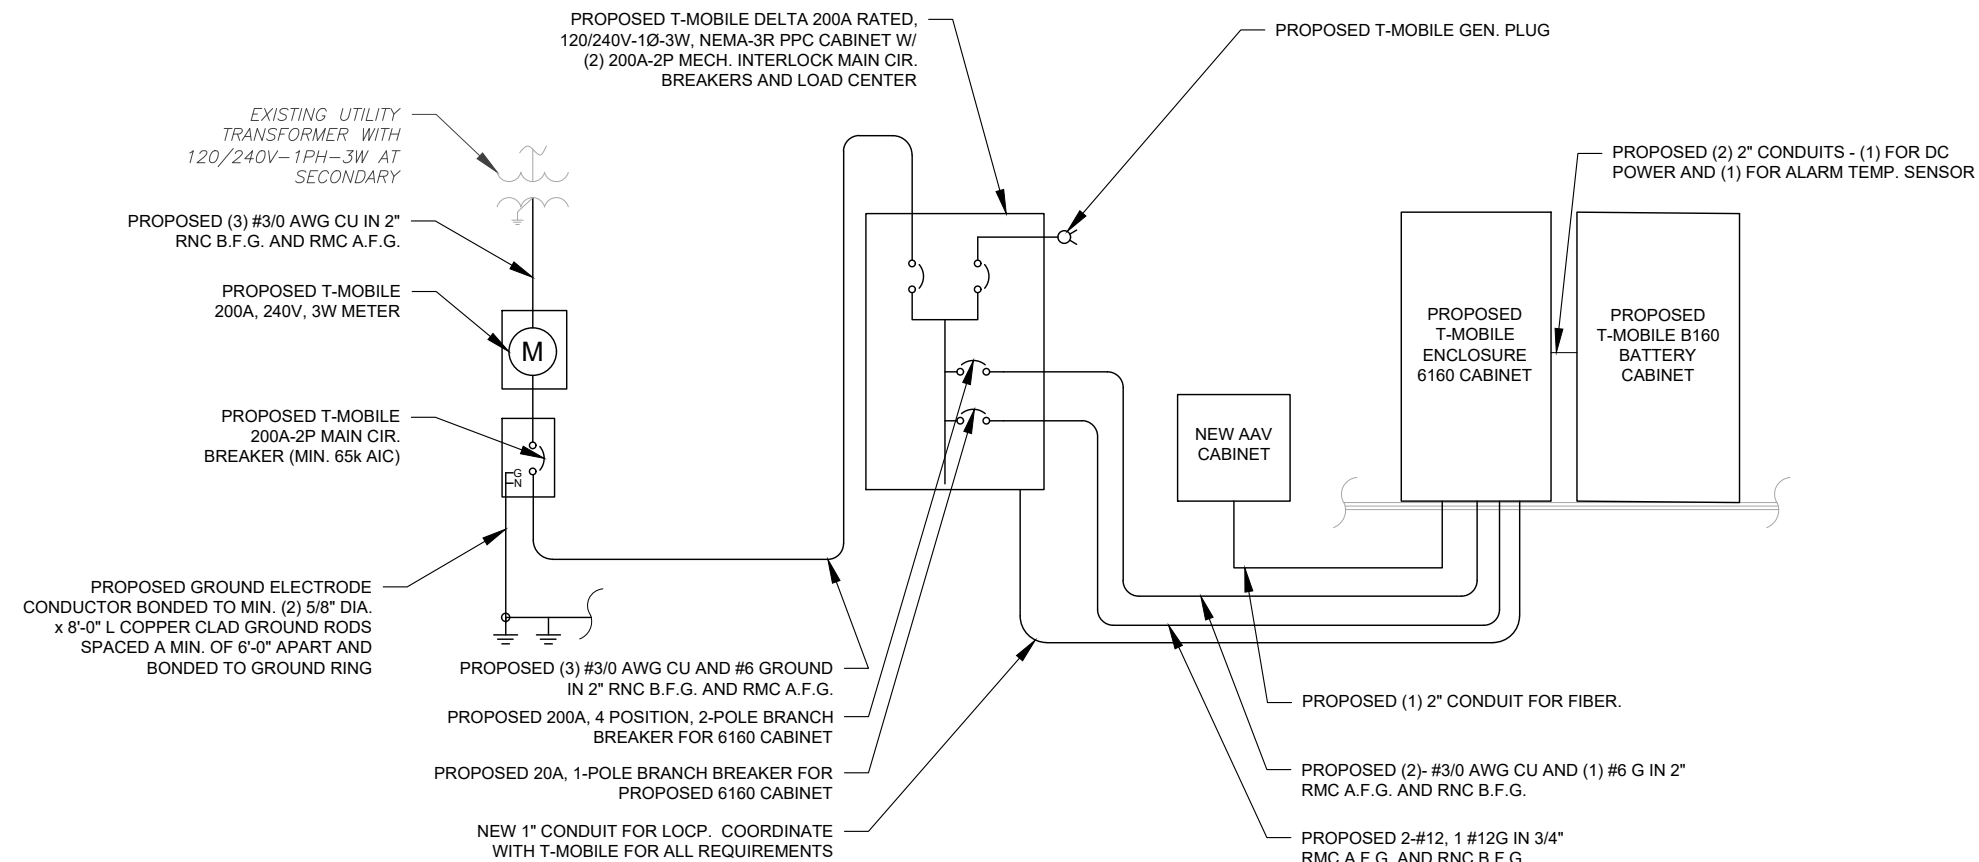 PROPOSED T-MOBILE DELTA 200A RATED,
120/240V-1Ø-3W, NEMA-3R PPC CABINET W/
(2) 200A-2P MECH. INTERLOCK MAIN CIR.
BREAKERS AND LOAD CENTER
PROPOSED T-MOBILE GEN. PLUG
EXISTING UTILITY
TRANSFORMER WITH
120/240V-1PH-3W AT
SECONDARY
PROPOSED (2) 2" CONDUITS - (1) FOR DC
POWER AND (1) FOR ALARM TEMP. SENSOR
PROPOSED (3) #3/0 AWG CU IN 2"
RNC B.F.G. AND RMC A.F.G.
PROPOSED T-MOBILE
200A, 240V, 3W METER
M
PROPOSED
T-MOBILE
ENCLOSURE
6160 CABINET
PROPOSED
T-MOBILE B160
BATTERY
CABINET
PROPOSED T-MOBILE
200A-2P MAIN CIR.
BREAKER (MIN. 65k AIC)
G
N
NEW AAV
CABINET
PROPOSED GROUND ELECTRODE
CONDUCTOR BONDED TO MIN. (2) 5/8" DIA.
x 8'-0" L COPPER CLAD GROUND RODS
SPACED A MIN. OF 6'-0" APART AND
BONDED TO GROUND RING
PROPOSED (3) #3/0 AWG CU AND #6 GROUND
IN 2" RNC B.F.G. AND RMC A.F.G.
PROPOSED 200A, 4 POSITION, 2-POLE BRANCH
BREAKER FOR 6160 CABINET
PROPOSED 20A, 1-POLE BRANCH BREAKER FOR
PROPOSED 6160 CABINET
NEW 1" CONDUIT FOR LOCP. COORDINATE
WITH T-MOBILE FOR ALL REQUIREMENTS
PROPOSED (1) 2" CONDUIT FOR FIBER.
PROPOSED (2)- #3/0 AWG CU AND (1) #6 G IN 2"
RMC A.F.G. AND RNC B.F.G.
PROPOSED 2-#12, 1 #12G IN 3/4"
RMC A.F.G. AND RNC B.F.G.